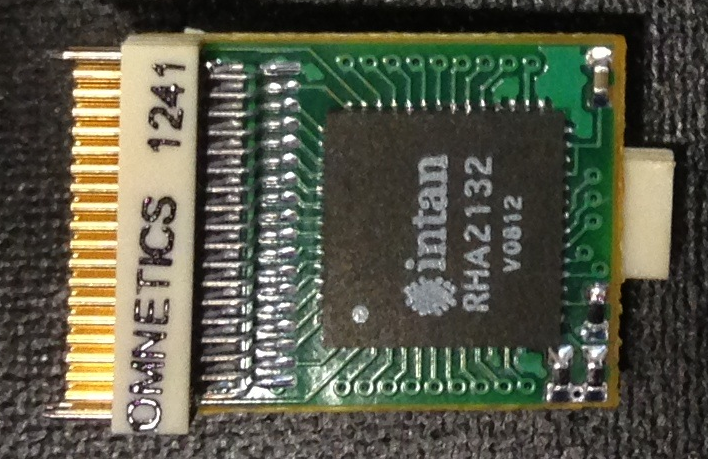 OMNETICS 1241
intan
RHA2132
V0812